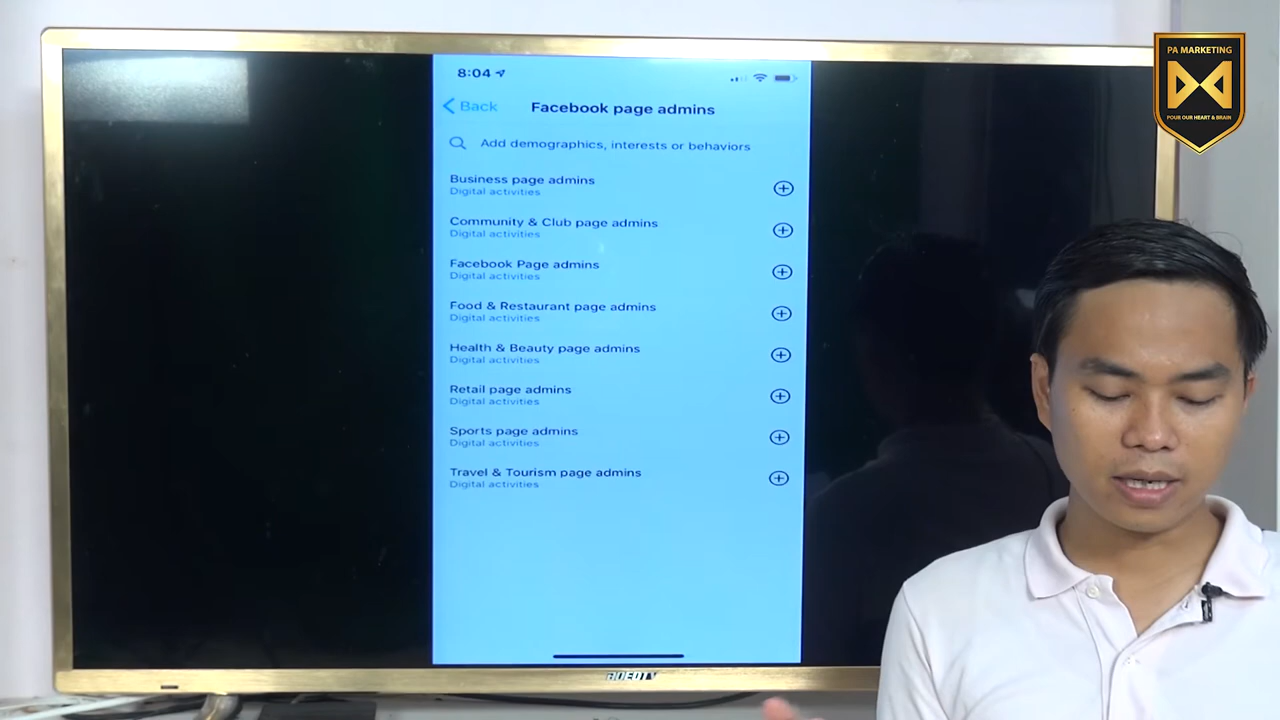 8:04
Back
Facebook page admins
Add demographics, interests or behaviors
Business page admins
Digital activities
Community & Club page admins
Digital activities
Facebook Page admins
Digital activities
Food & Restaurant page admins
Digital activities
Health & Beauty page admins
Digital activities
Retail page admins
Digital activities
Sports page admins
Digital activities
Travel & Tourism page admins
Digital activities
PA MARKETING
POUR OUR HEART & BRAIN